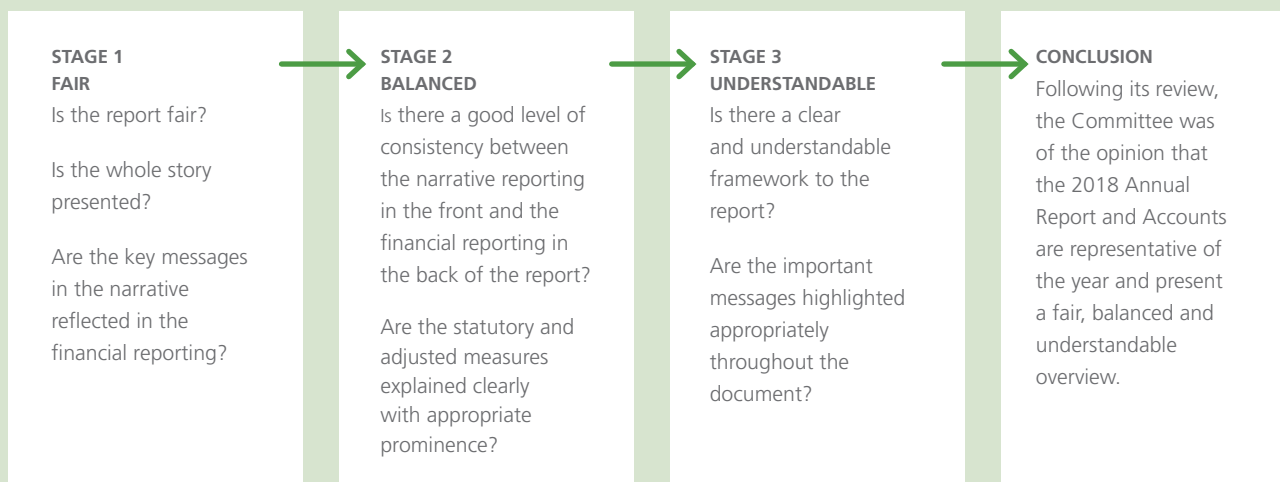 STAGE 1
FAIR
Is the report fair?
Is the whole story
presented?
Are the key messages
in the narrative
reflected in the
financial reporting?
STAGE 2
BALANCED
Is there a good level of
consistency between
the narrative reporting
in the front and the
financial reporting in
the back of the report?
Are the statutory and
adjusted measures
explained clearly
with appropriate
prominence?
STAGE 3
UNDERSTANDABLE
Is there a clear
and understandable
framework to the
report?
Are the important
messages highlighted
appropriately
throughout the
document?
CONCLUSION
Following its review,
the Committee was
of the opinion that
the 2018 Annual
Report and Accounts
are representative of
the year and present
a fair, balanced and
understandable
overview.